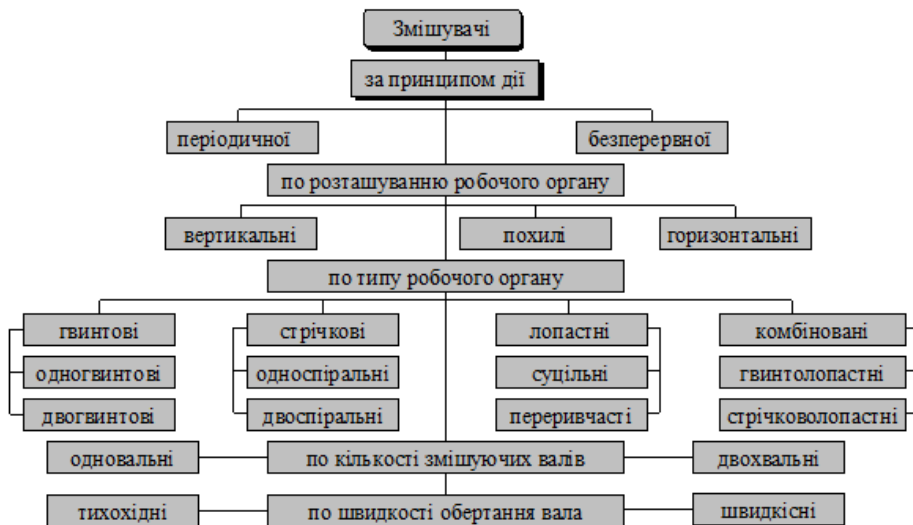 Змішувачі
за принципом дії
періодичної
безперервної
по розташуванню робочого органу
вертикальні
похилі
горизонтальні
по типу робочого органу
гвинтові
стрічкові
лопастні
комбіновані
одногвинтові
односпіральні
суцільні
гвинтолопастні
двогвинтові
двоспіральні
переривчасті
стрічководопастні
одновальні
по кількості змішуючих валів
двохвальні
тихохідні
по швидкості обертання вала
швидкісні